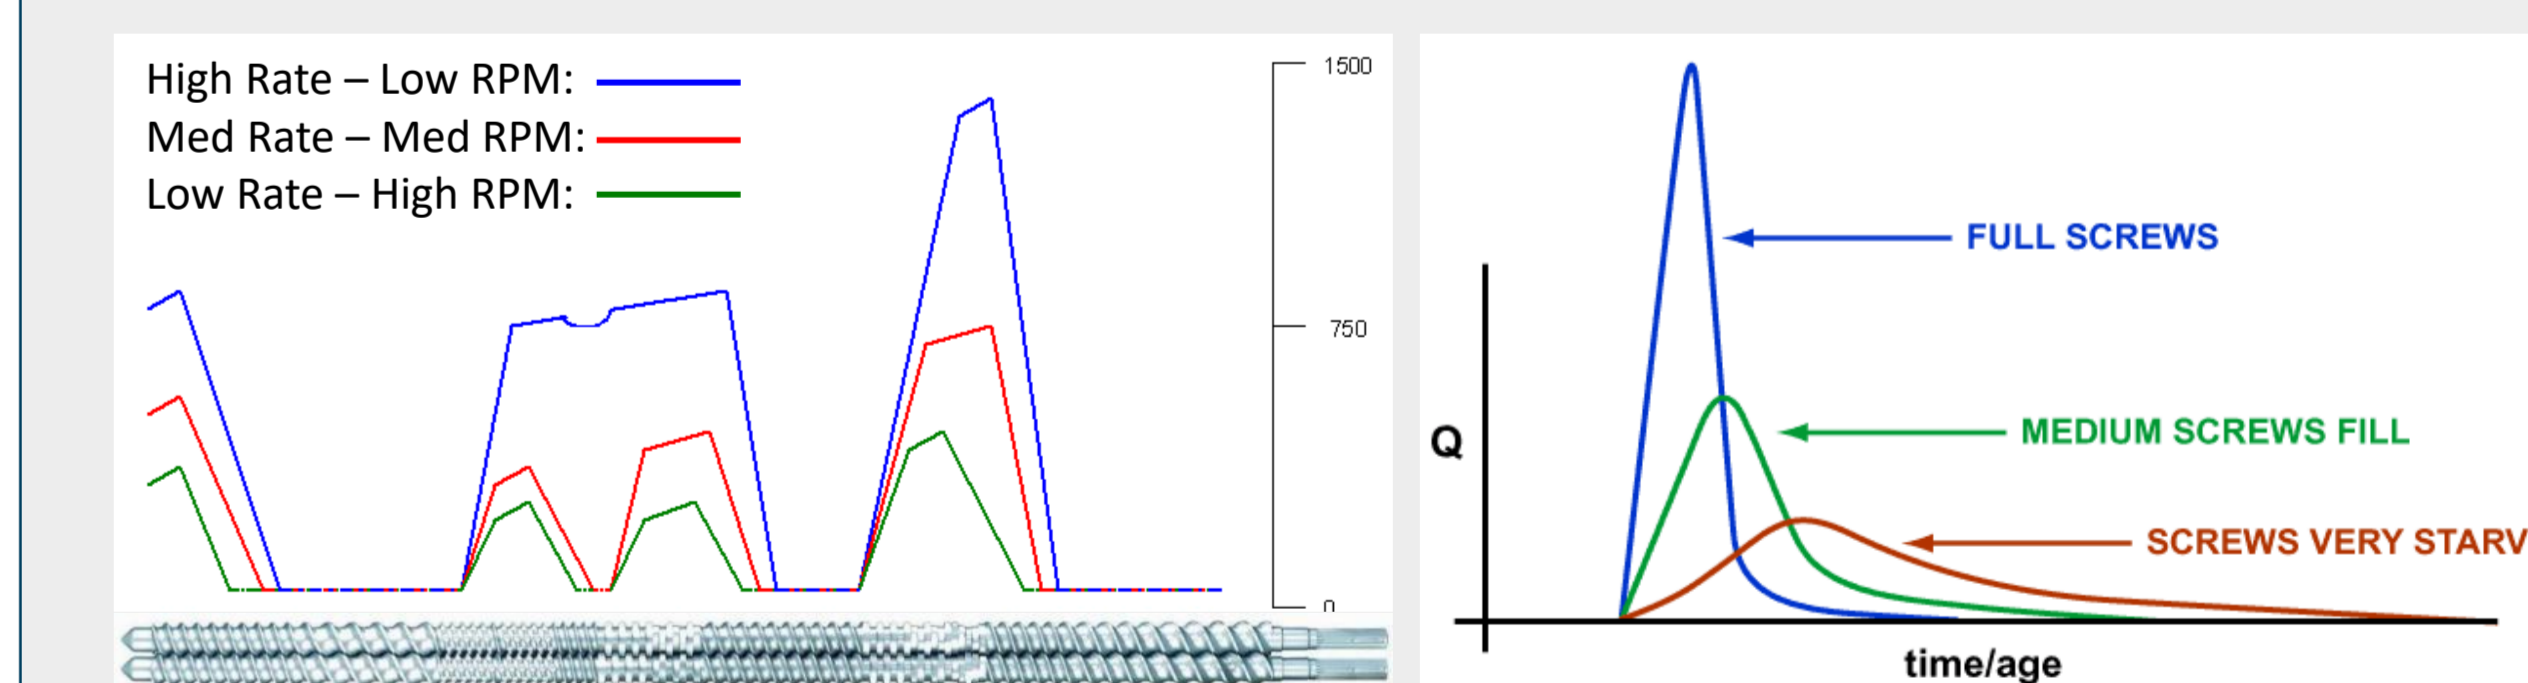 High Rate – Low RPM:
Med Rate – Med RPM:
Low Rate – High RPM:
1500
750
0
FULL SCREWS
MEDIUM SCREWS FILL
SCREWS VERY STARV
Q
time/age